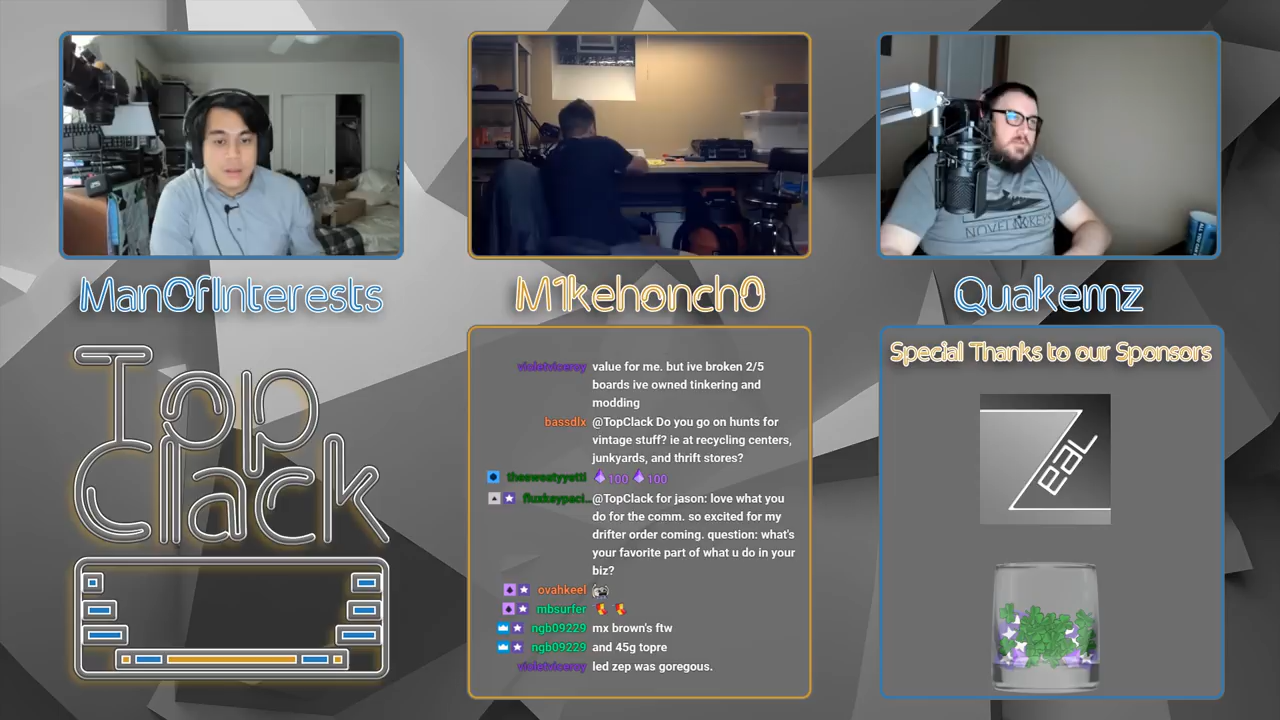 NOVELKEYS
ManOfInterests
M1kehonch0
Quakemz
Top
Clack
violetviceroy value for me. but ive broken 2/5
boards ive owned tinkering and
modding
bassdlx @TopClack Do you go on hunts for
vintage stuff? ie at recycling centers,
junkyards, and thrift stores?
thesweatyyetti 100 100
fluxkeypaci... @TopClack for jason: love what you
do for the comm. so excited for my
drifter order coming. question: what's
your favorite part of what u do in your
biz?
ovahkeel
mbsurfer
ngb09229 mx brown's ftw
ngb09229 and 45g topre
violetviceroy led zep was goregous.
Special Thanks to our Sponsors
Zeal